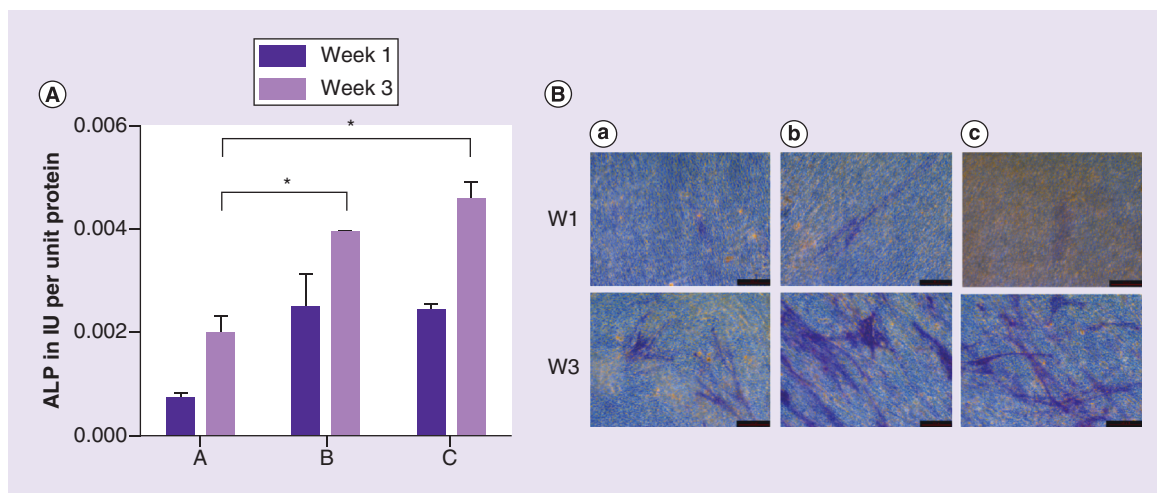 Week 1
Week 3
A
ALP in IU per unit protein
0.006
0.004
0.002
0.000
*
*
A
B
C
B
a
b
c
W1
W3